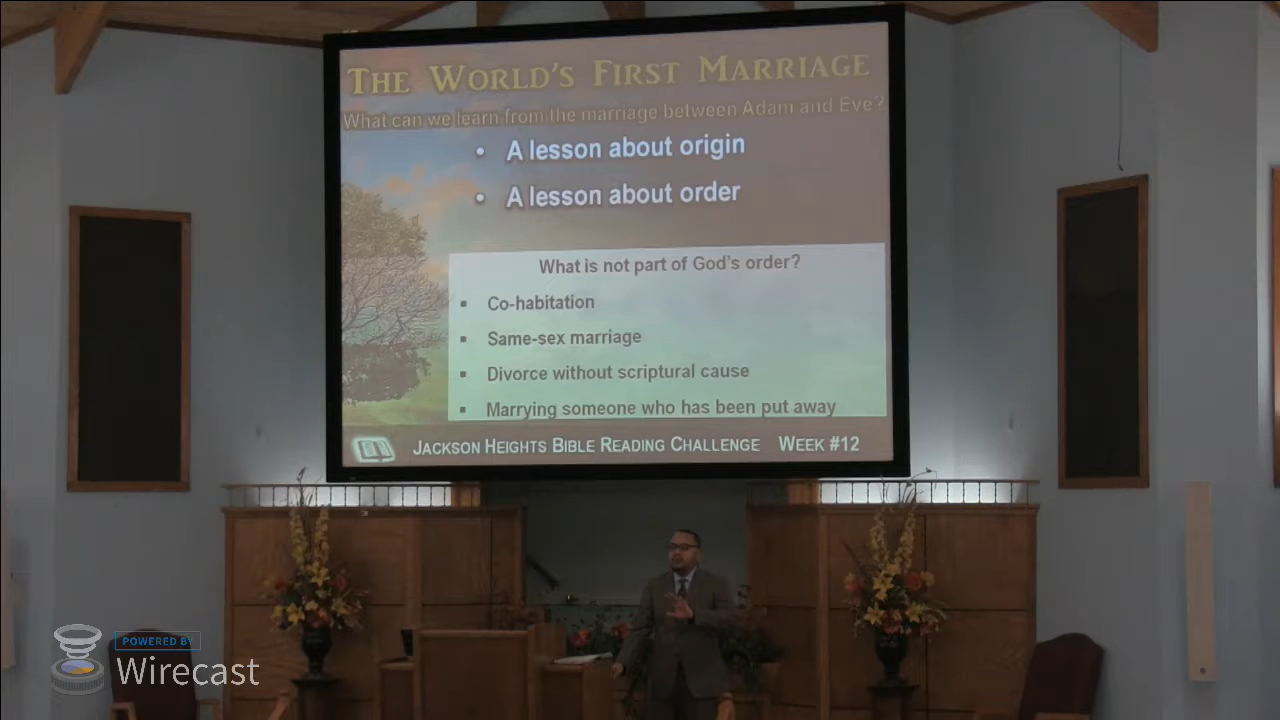 THE WORLD'S FIRST MARRIAGE
What can we learn from the marriage between Adam and Eve?
• A lesson about origin
• A lesson about order
What is not part of God's order?
▪ Co-habitation
▪ Same-sex marriage
▪ Divorce without scriptural cause
▪ Marrying someone who has been put away
JACKSON HEIGHTS BIBLE READING CHALLENGE WEEK #12
POWERED BY
Wirecast